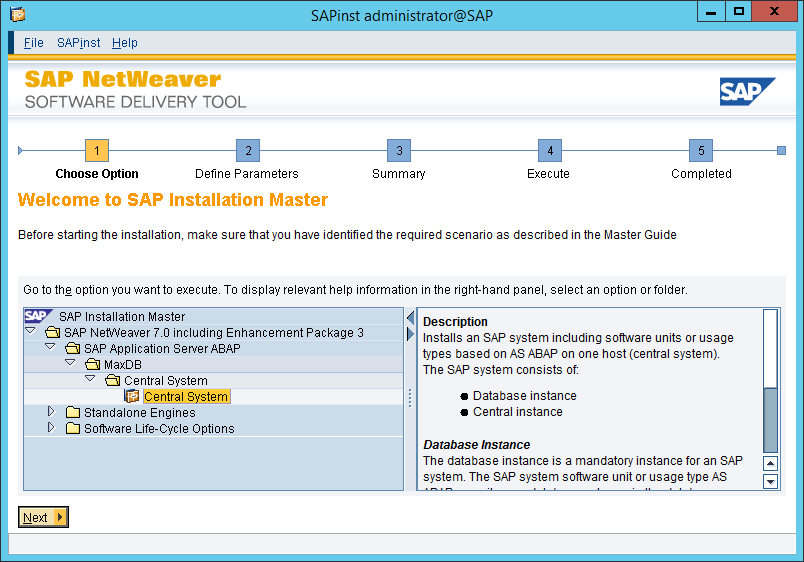 SAPinst administrator@SAP
File SAPinst Help
SAP NetWeaver
SOFTWARE DELIVERY TOOL
SAP
1 2 3 4 5
Choose Option Define Parameters Summary Execute Completed
Welcome to SAP Installation Master
Before starting the installation, make sure that you have identified the required scenario as described in the Master Guide
Go to the option you want to execute. To display relevant help information in the right-hand panel, select an option or folder.
SAP SAP Installation Master
SAP NetWeaver 7.0 including Enhancement Package 3
SAP Application Server ABAP
MaxDB
Central System
Central System
Standalone Engines
Software Life-Cycle Options
Description
Installs an SAP system including software units or usage
types based on AS ABAP on one host (central system).
The SAP system consists of:
● Database instance
● Central instance
Database Instance
The database instance is a mandatory instance for an SAP
system. The SAP system software unit or usage type AS
Next